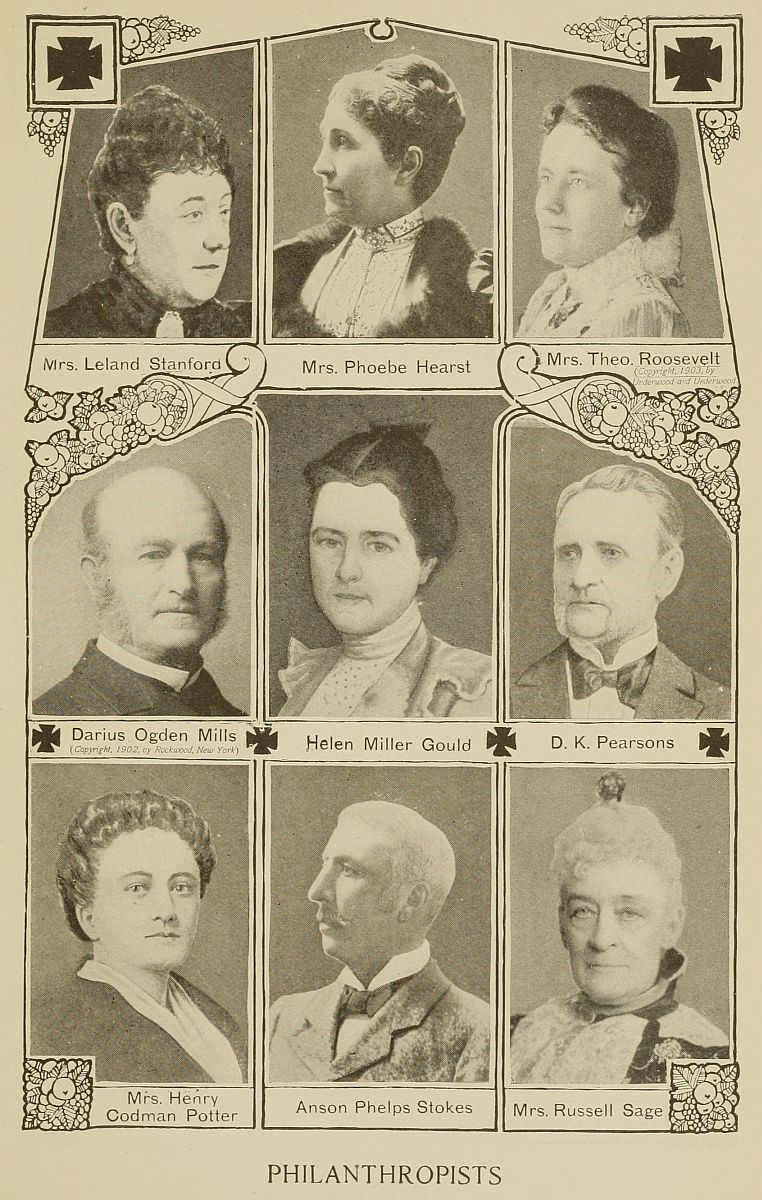 Mrs. Leland Stanford
Mrs. Phoebe Hearst
Mrs. Theo. Roosevelt
(Copyright, 1903, by
Underwood and Underwood
Darius Ogden Mills
(Copyright, 1902, by Rockwood, New York)
Helen Miller Gould
D. K. Pearsons
Mrs. Henry
Codman Potter
Anson Phelps Stokes
Mrs. Russell Sage
PHILANTHROPISTS